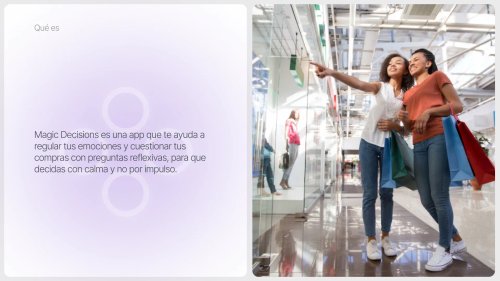 Qué es
Magic Decisions es una app que te ayuda a
regular tus emociones y cuestionar tus
compras con preguntas reflexivas, para que
decidas con calma y no por impulso.